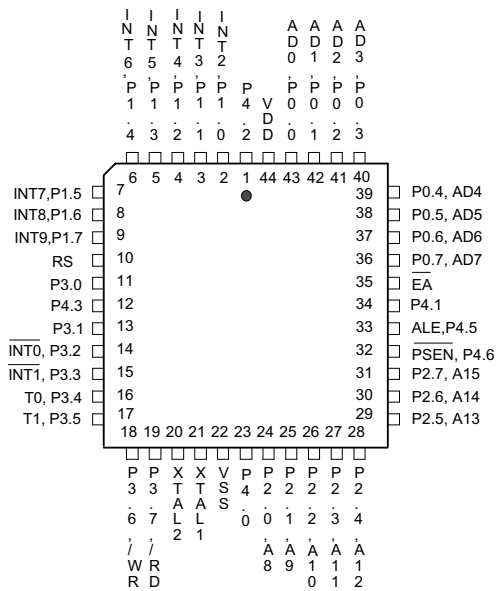 INT6,P1.4
INT5,P1.3
INT4,P1.2
INT3,P1.1
INT2,P1.0
P4.2
VDD
AD0,P0.0
AD1,P0.1
AD2,P0.2
AD3,P0.3
6 5 4 3 2 1 44 43 42 41 40
INT7,P1.5 7 39 P0.4, AD4
INT8,P1.6 8 38 P0.5, AD5
INT9,P1.7 9 37 P0.6, AD6
RS 10 36 P0.7, AD7
P3.0 11 35 EA
P4.3 12 34 P4.1
P3.1 13 33 ALE,P4.5
INT0, P3.2 14 32 PSEN, P4.6
INT1, P3.3 15 31 P2.7, A15
T0, P3.4 16 30 P2.6, A14
T1, P3.5 17 29 P2.5, A13
18 19 20 21 22 23 24 25 26 27 28
P3.6,/WR
P3.7,/RD
XTAL2
XTAL1
VSS
P4.0
P2.0,A8
P2.1,A9
P2.2,A10
P2.3,A11
P2.4,A12